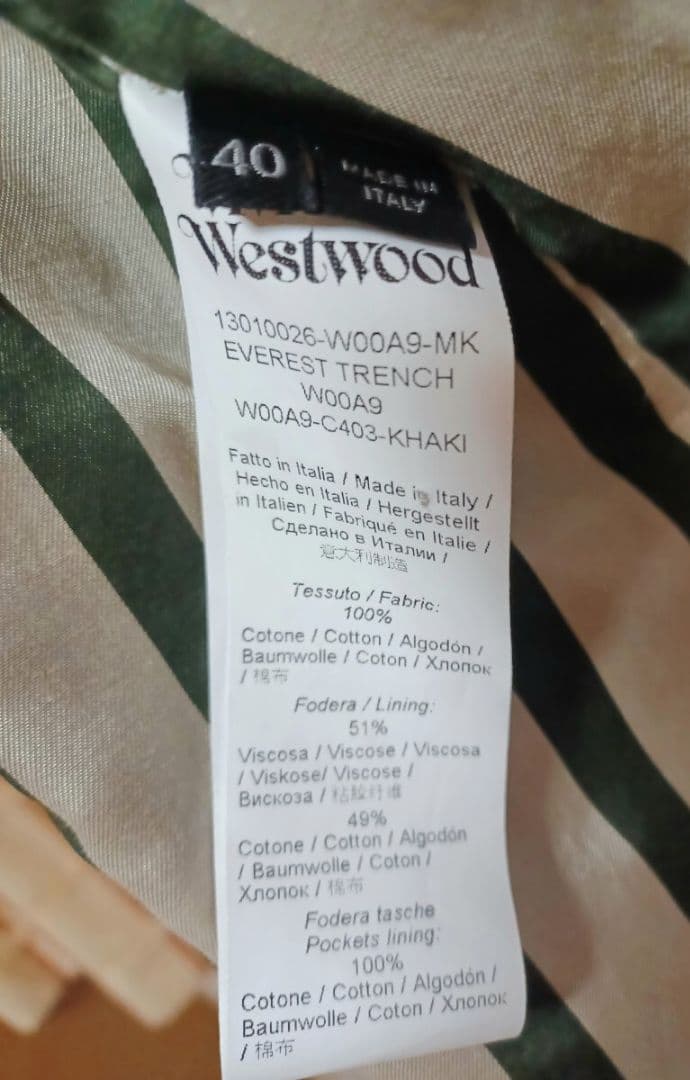 40
MADE IN
ITALY
Westwood
13010026-W00A9-MK
EVEREST TRENCH
W00A9
W00A9-C403-KHAKI
Fatto in Italia / Made in Italy /
Hecho en Italia / Hergestellt
in Italien / Fabriqué en Italie /
Сделано в Италии /
意大利制造
Tessuto / Fabric:
100%
Cotone / Cotton / Algodón /
Baumwolle / Coton / Хлопок
/ 棉布
Fodera / Lining:
51%
Viscosa / Viscose / Viscosa
/ Viskose/ Viscose /
Вискоза / 粘胶纤维
49%
Cotone / Cotton / Algodón
/ Baumwolle / Coton /
Хлопок / 棉布
Fodera tasche
Pockets lining:
100%
Cotone / Cotton / Algodón /
Baumwolle / Coton / Хлопок
/ 棉布